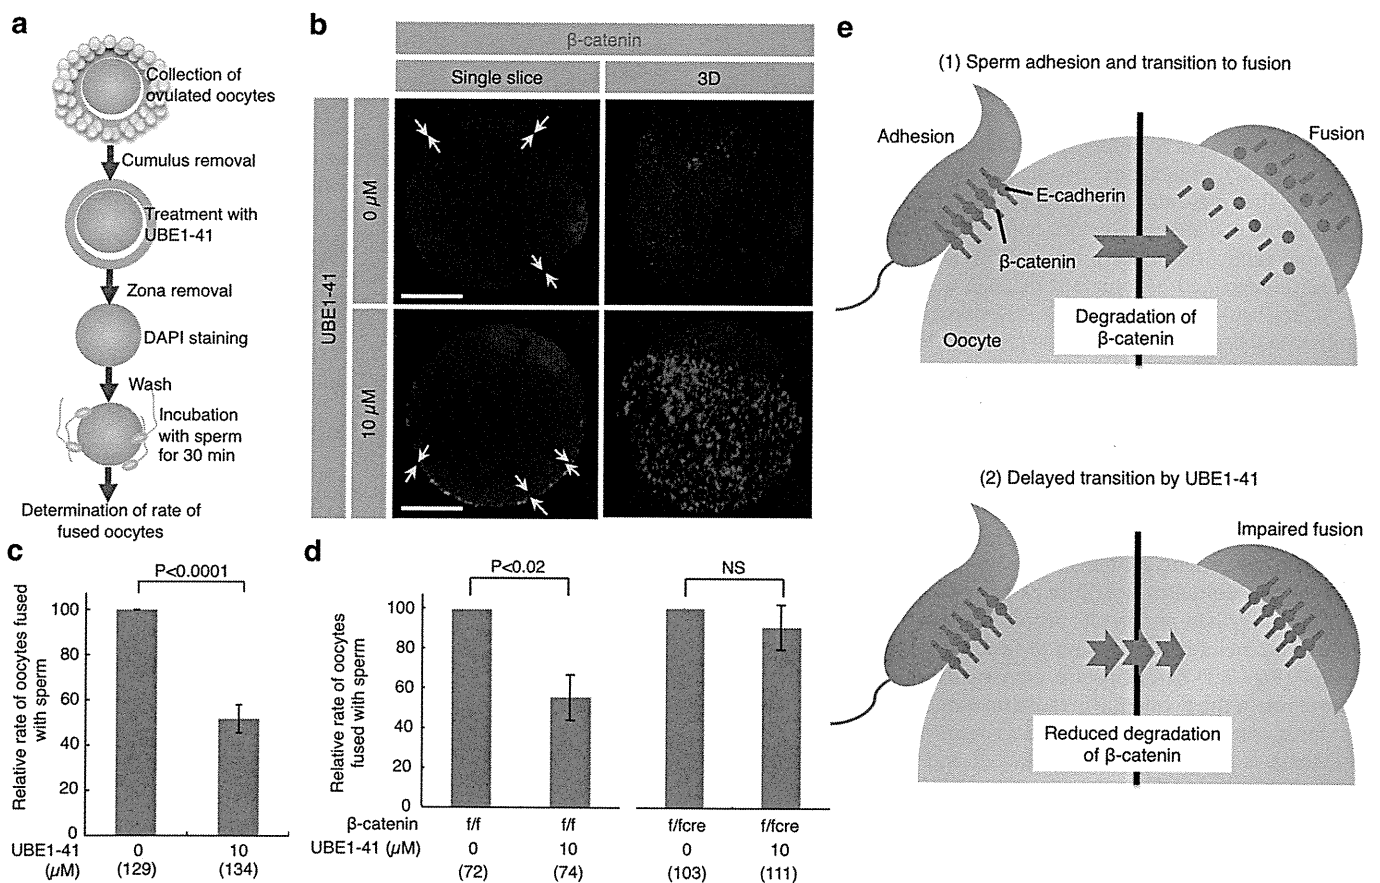 a
Collection of
ovulated oocytes
Cumulus removal
Treatment with
UBE1-41
Zona removal
DAPI staining
Wash
Incubation
with sperm
for 30 min
Determination of rate of
fused oocytes
b
β-catenin
Single slice
3D
UBE1-41
0 μM
10 μM
c
Relative rate of oocytes fused
with sperm
P<0.0001
100
80
60
40
20
0
UBE1-41
(μM)
0
10
(129)
(134)
d
Relative rate of oocytes
fused with sperm
P<0.02
NS
100
80
60
40
20
0
β-catenin f/f f/f f/fcre f/fcre
UBE1-41 (μM) 0 10 0 10
(72) (74) (103) (111)
e
(1) Sperm adhesion and transition to fusion
Adhesion
Fusion
E-cadherin
β-catenin
Degradation of
β-catenin
Oocyte
(2) Delayed transition by UBE1-41
Impaired fusion
Reduced degradation
of β-catenin